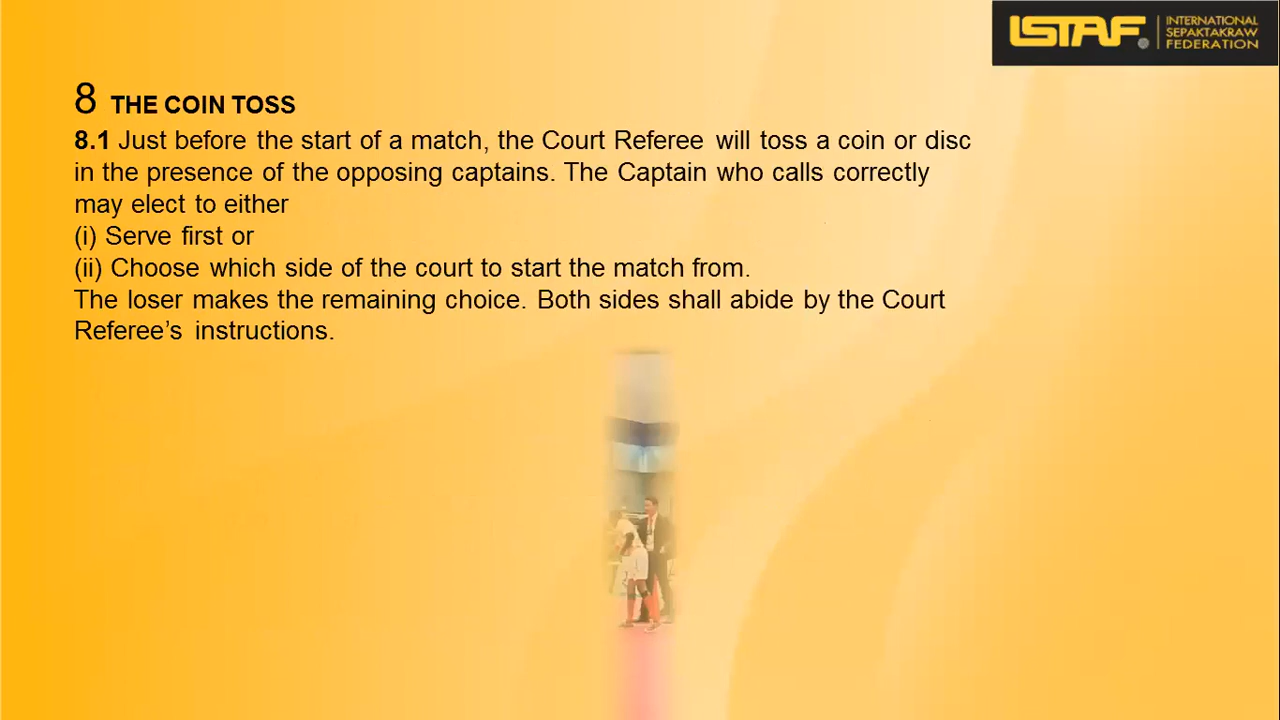 ISTAF
INTERNATIONAL
SEPAKTAKRAW
FEDERATION
8 THE COIN TOSS
8.1 Just before the start of a match, the Court Referee will toss a coin or disc
in the presence of the opposing captains. The Captain who calls correctly
may elect to either
(i) Serve first or
(ii) Choose which side of the court to start the match from.
The loser makes the remaining choice. Both sides shall abide by the Court
Referee’s instructions.